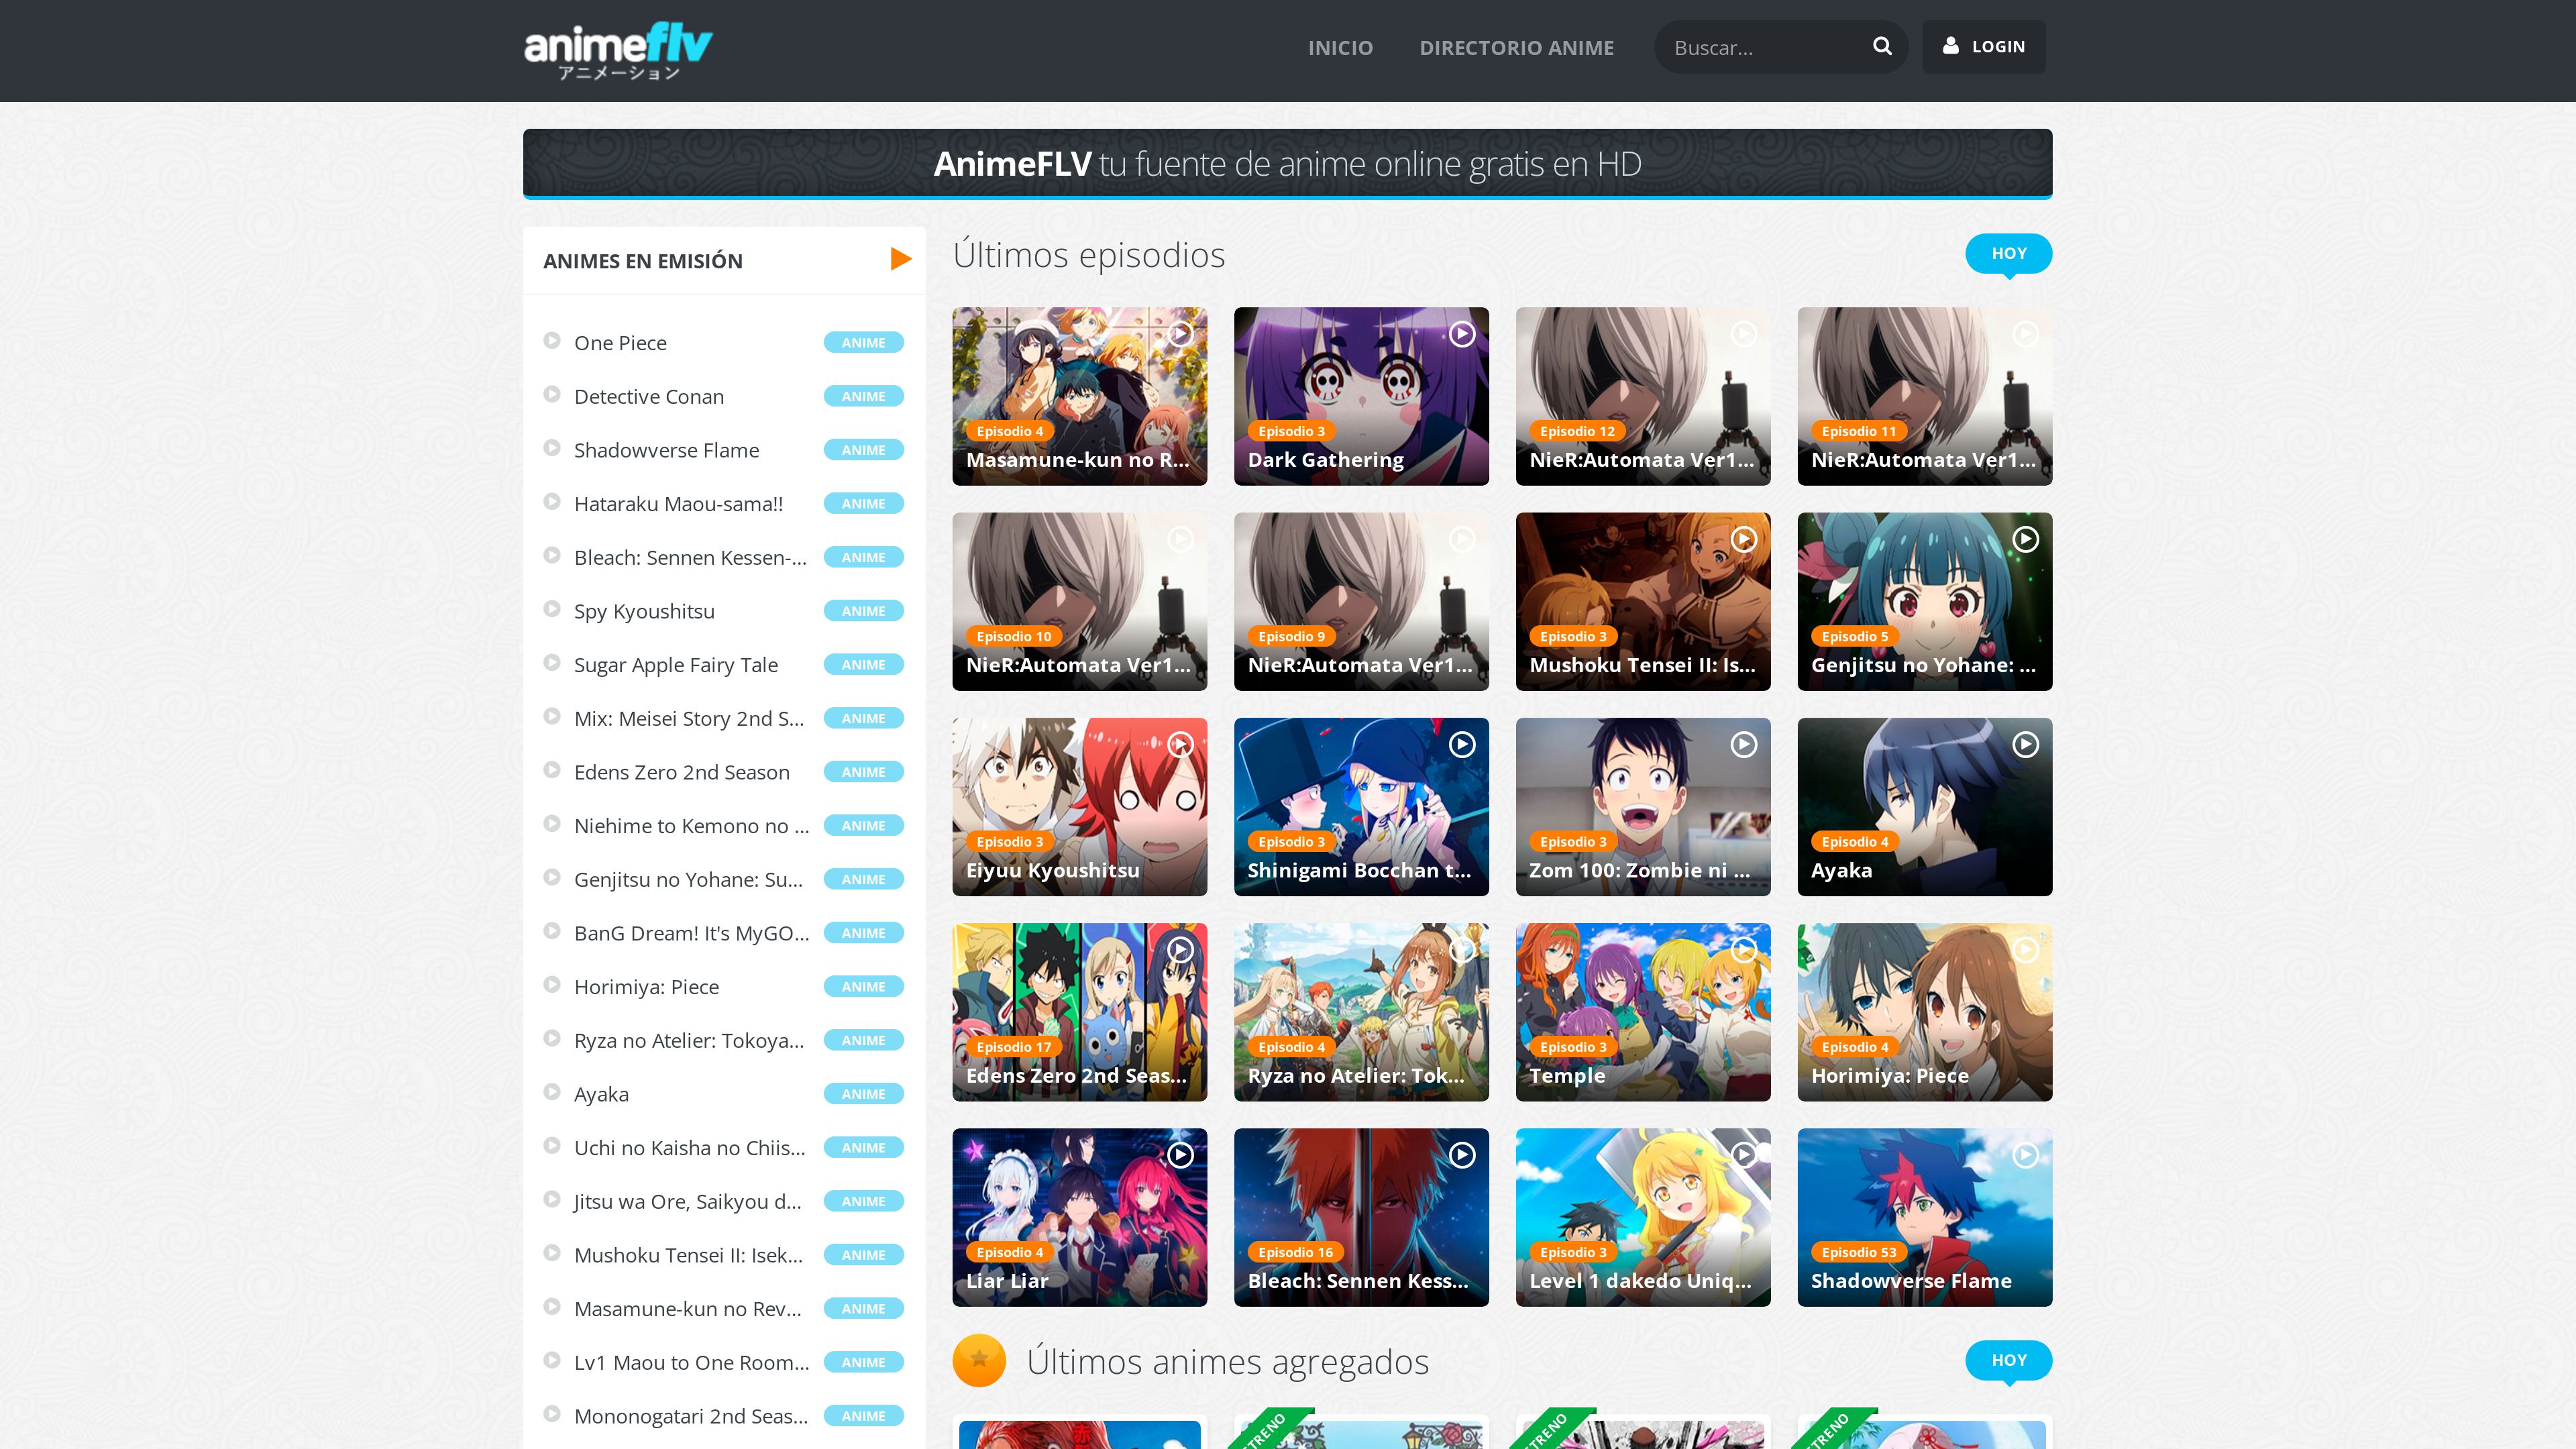 animeflv
アニメーション
INICIO
DIRECTORIO ANIME
Buscar...
LOGIN
AnimeFLV tu fuente de anime online gratis en HD
ANIMES EN EMISIÓN
One Piece ANIME
Detective Conan ANIME
Shadowverse Flame ANIME
Hataraku Maou-sama!! ANIME
Bleach: Sennen Kessen-... ANIME
Spy Kyoushitsu ANIME
Sugar Apple Fairy Tale ANIME
Mix: Meisei Story 2nd S... ANIME
Edens Zero 2nd Season ANIME
Niehime to Kemono no ... ANIME
Genjitsu no Yohane: Su... ANIME
BanG Dream! It's MyGO... ANIME
Horimiya: Piece ANIME
Ryza no Atelier: Tokoya... ANIME
Ayaka ANIME
Uchi no Kaisha no Chiis... ANIME
Jitsu wa Ore, Saikyou d... ANIME
Mushoku Tensei II: Isek... ANIME
Masamune-kun no Rev... ANIME
Lv1 Maou to One Room... ANIME
Mononogatari 2nd Seas... ANIME
Últimos episodios
HOY
Episodio 4
Masamune-kun no R...
Episodio 3
Dark Gathering
Episodio 12
NieR:Automata Ver1...
Episodio 11
NieR:Automata Ver1...
Episodio 10
NieR:Automata Ver1...
Episodio 9
NieR:Automata Ver1...
Episodio 3
Mushoku Tensei II: Is...
Episodio 5
Genjitsu no Yohane: ...
Episodio 3
Eiyuu Kyoushitsu
Episodio 3
Shinigami Bocchan t...
Episodio 3
Zom 100: Zombie ni ...
Episodio 4
Ayaka
Episodio 17
Edens Zero 2nd Seas...
Episodio 4
Ryza no Atelier: Tok...
Episodio 3
Temple
Episodio 4
Horimiya: Piece
Episodio 4
Liar Liar
Episodio 16
Bleach: Sennen Kess...
Episodio 3
Level 1 dakedo Uniq...
Episodio 53
Shadowverse Flame
Últimos animes agregados
HOY
赤
TRENO
STRENO
TRENO